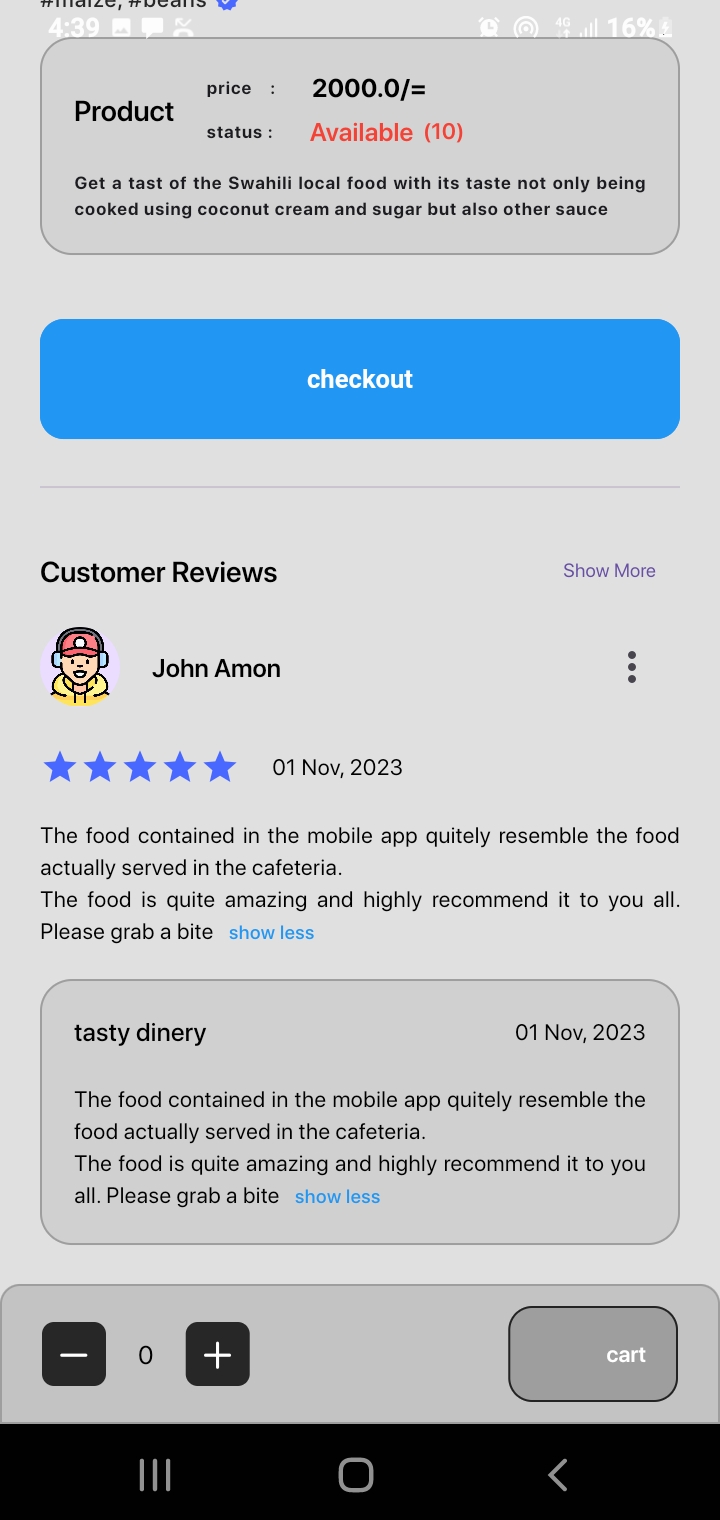 #maize, #beans
4:39 4G 16%
Product
price : 2000.0/=
status : Available (10)
Get a tast of the Swahili local food with its taste not only being
cooked using coconut cream and sugar but also other sauce
checkout
Customer Reviews Show More
John Amon
01 Nov, 2023
The food contained in the mobile app quitely resemble the food
actually served in the cafeteria.
The food is quite amazing and highly recommend it to you all.
Please grab a bite show less
tasty dinery 01 Nov, 2023
The food contained in the mobile app quitely resemble the
food actually served in the cafeteria.
The food is quite amazing and highly recommend it to you
all. Please grab a bite show less
0 cart